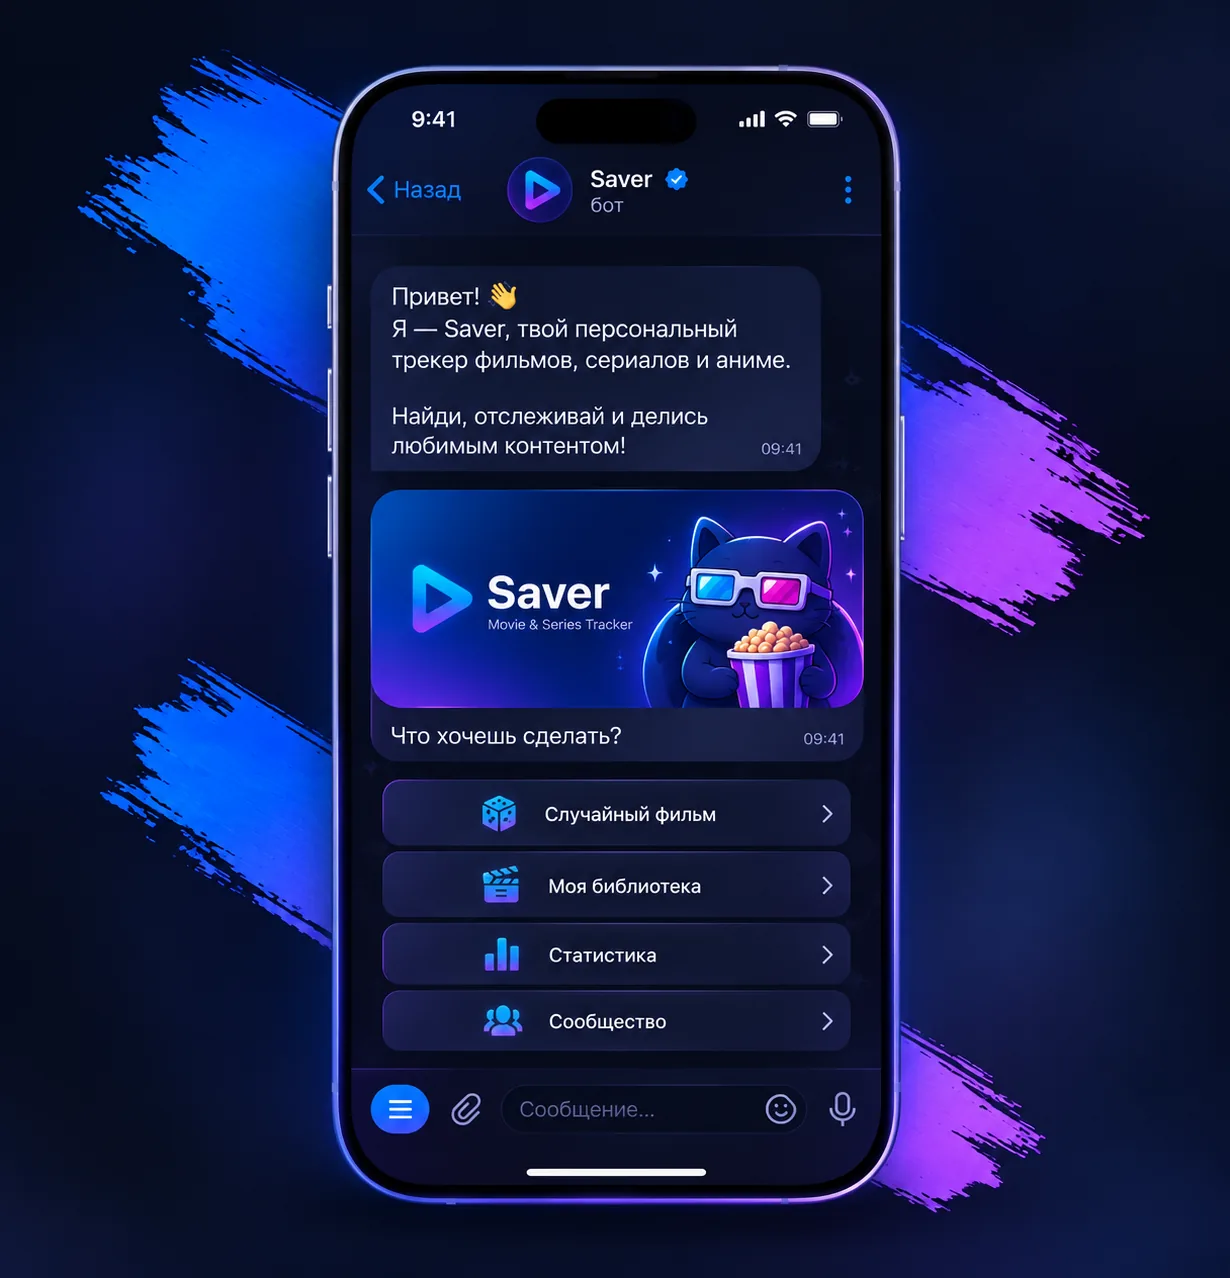 9:41
Назад
Saver
бот
Привет! 👋
Я — Saver, твой персональный
трекер фильмов, сериалов и аниме.
Найди, отслеживай и делись
любимым контентом!
09:41
Saver
Movie & Series Tracker
Что хочешь сделать?
09:41
Случайный фильм
Моя библиотека
Статистика
Сообщество
Сообщение...